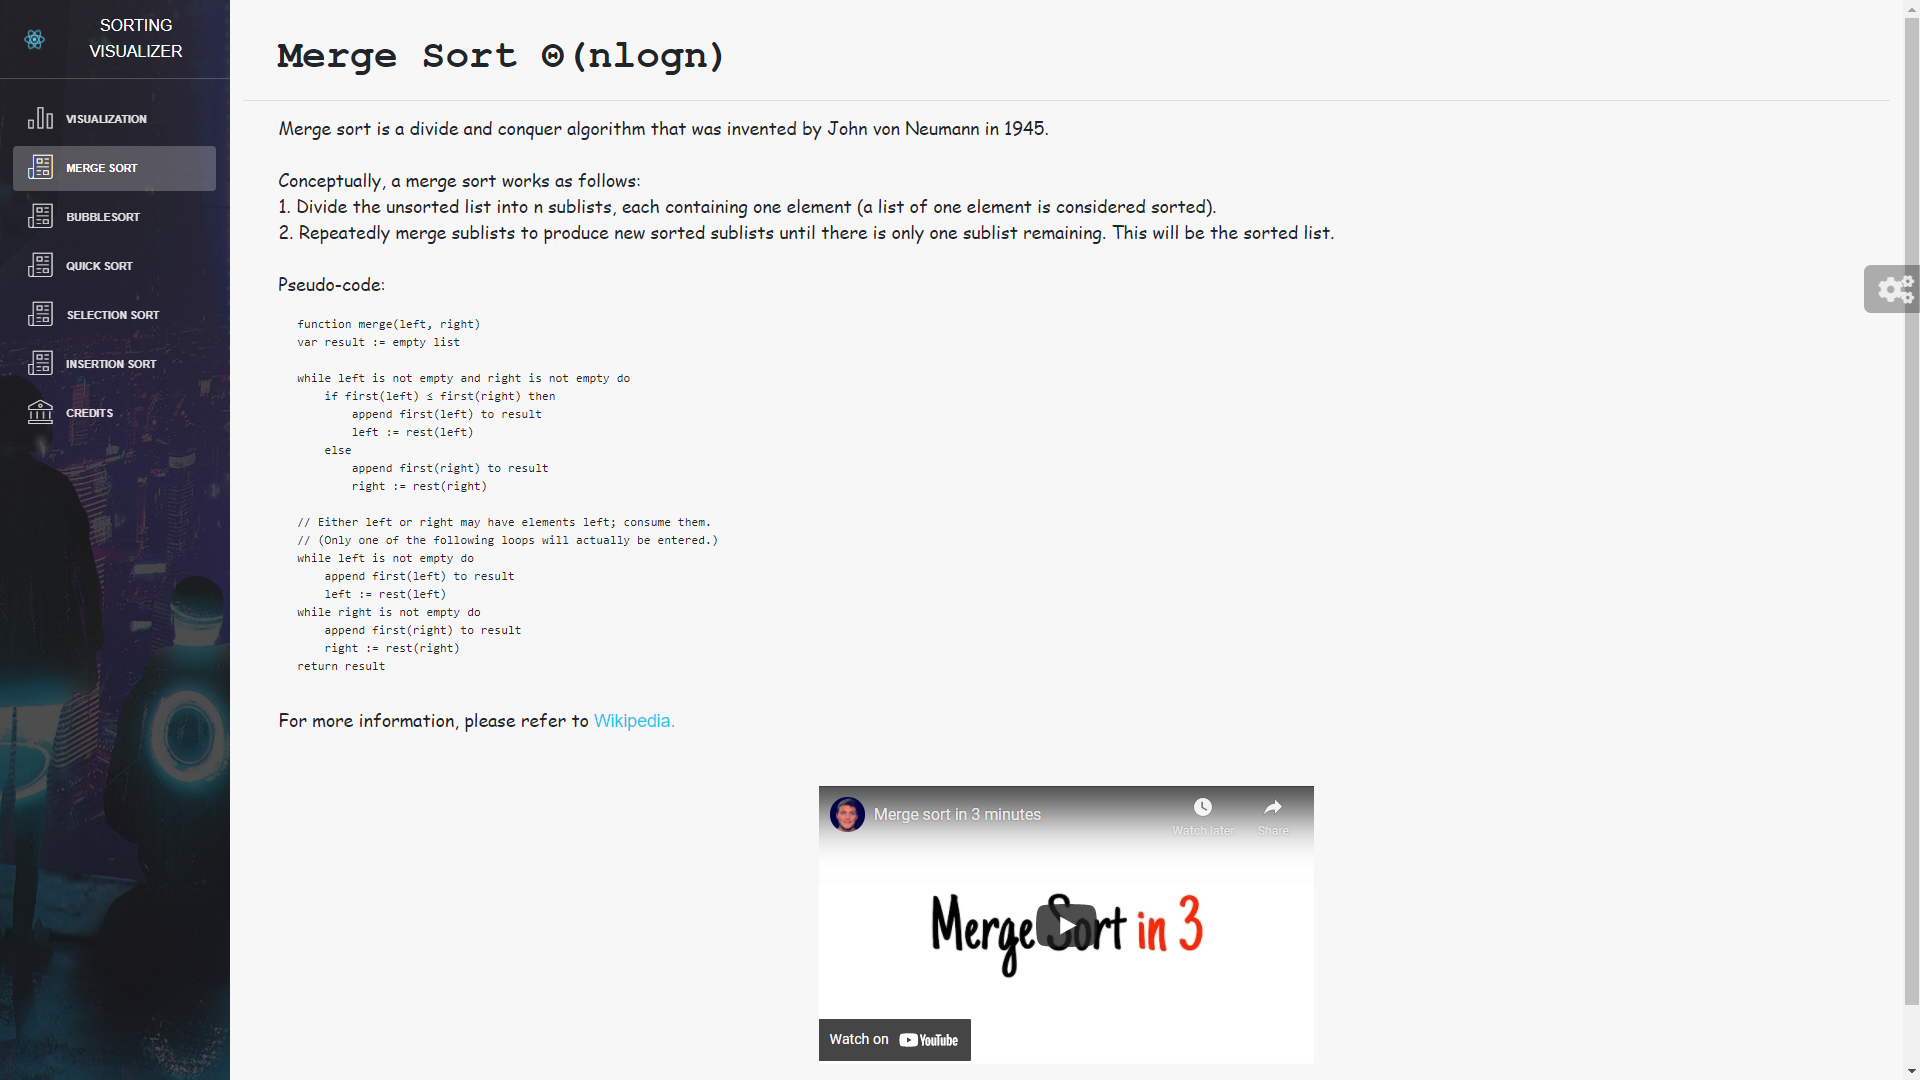 SORTING
VISUALIZER
VISUALIZATION
MERGE SORT
BUBBLESORT
QUICK SORT
SELECTION SORT
INSERTION SORT
CREDITS
Merge Sort Θ(nlogn)
Merge sort is a divide and conquer algorithm that was invented by John von Neumann in 1945.
Conceptually, a merge sort works as follows:
1. Divide the unsorted list into n sublists, each containing one element (a list of one element is considered sorted).
2. Repeatedly merge sublists to produce new sorted sublists until there is only one sublist remaining. This will be the sorted list.
Pseudo-code:
function merge(left, right)
var result := empty list
while left is not empty and right is not empty do
if first(left) ≤ first(right) then
append first(left) to result
left := rest(left)
else
append first(right) to result
right := rest(right)
// Either left or right may have elements left; consume them.
// (Only one of the following loops will actually be entered.)
while left is not empty do
append first(left) to result
left := rest(left)
while right is not empty do
append first(right) to result
right := rest(right)
return result
For more information, please refer to Wikipedia.
Merge sort in 3 minutes
Watch later
Share
Merge Sort in 3
Watch on YouTube